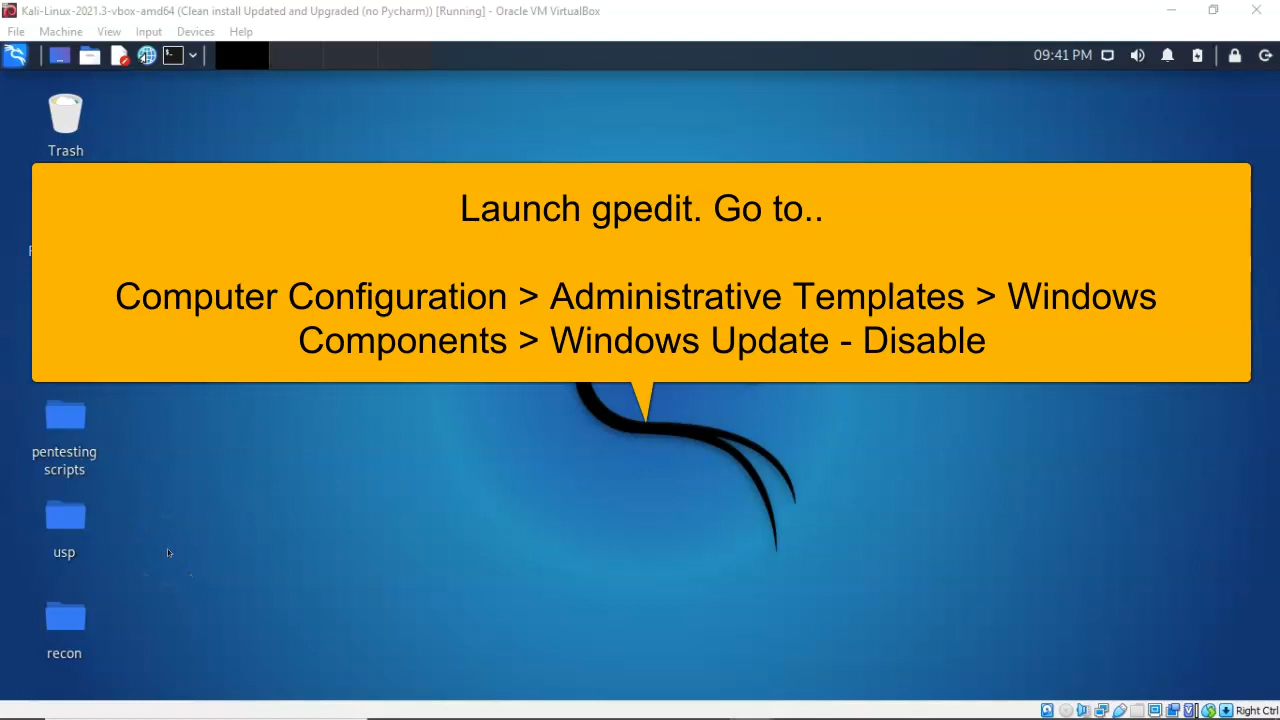 Kali-Linux-2021.3-vbox-amd64 (Clean install Updated and Upgraded (no Pycharm)) [Running] - Oracle VM VirtualBox
File Machine View Input Devices Help
09:41 PM
Trash
Launch gpedit. Go to..
Computer Configuration > Administrative Templates > Windows
Components > Windows Update - Disable
pentesting
scripts
usp
recon
Right Ctrl